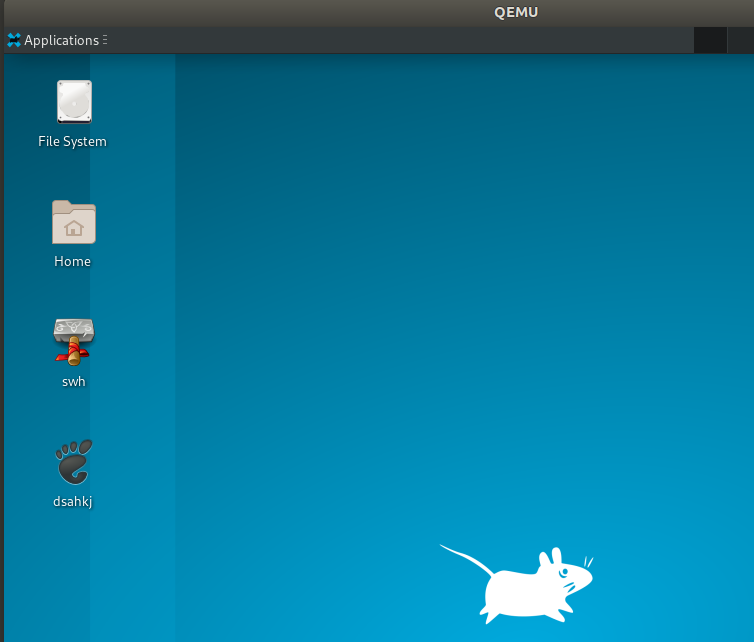 QEMU
Applications
File System
Home
swh
dsahkj